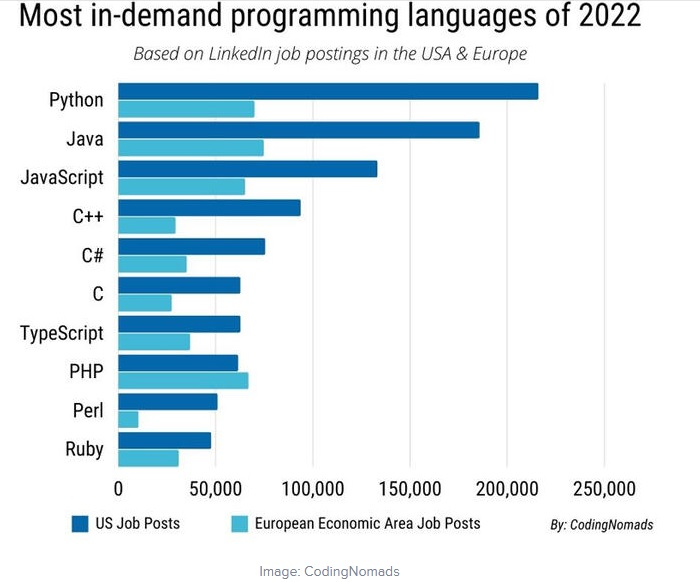 Most in-demand programming languages of 2022
Based on LinkedIn job postings in the USA & Europe
Python
Java
JavaScript
C++
C#
C
TypeScript
PHP
Perl
Ruby
0 50,000 100,000 150,000 200,000 250,000
US Job Posts European Economic Area Job Posts By: CodingNomads
Image: CodingNomads